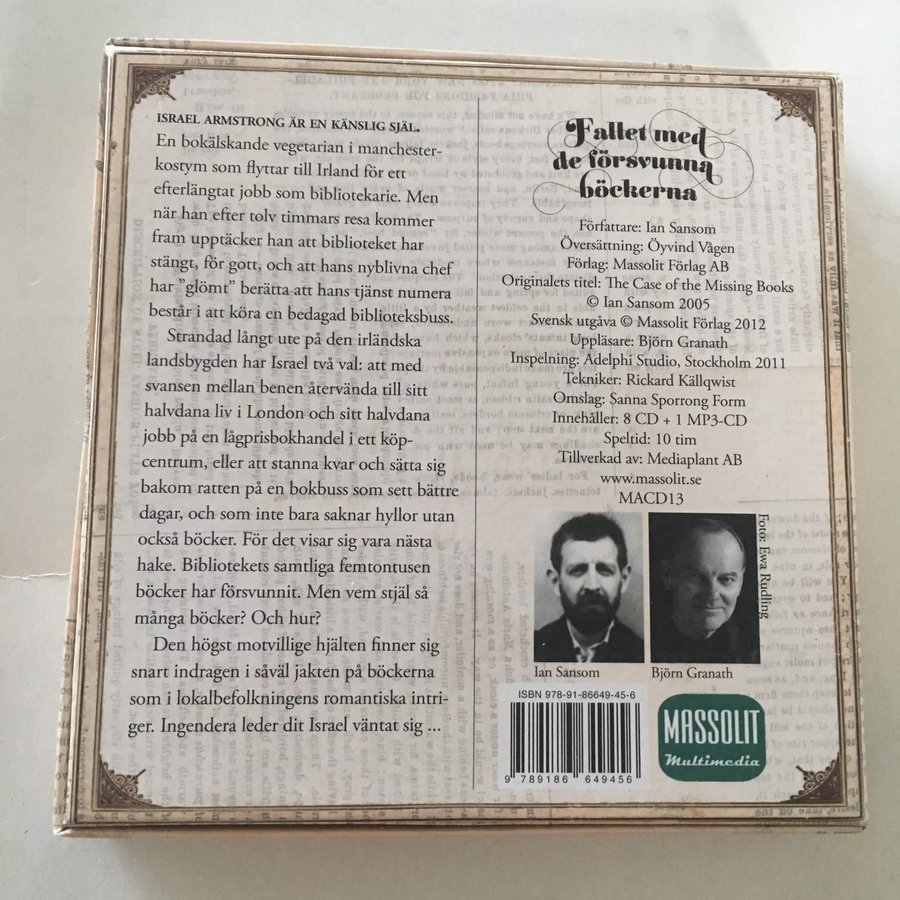 ISRAEL ARMSTRONG ÄR EN KÄNSLIG SJÄL.
En bokälskande vegetarian i manchester-
kostym som flyttar till Irland för ett
efterlängtat jobb som bibliotekarie. Men
när han efter tolv timmars resa kommer
fram upptäcker han att biblioteket har
stängt, för gott, och att hans nyblivna chef
har ”glömt” berätta att hans tjänst numera
består i att köra en bedagad biblioteksbuss.
Strandad långt ute på den irländska
landsbygden har Israel två val: att med
svansen mellan benen återvända till sitt
halvdana liv i London och sitt halvdana
jobb på en lågprisbokhandel i ett köp-
centrum, eller att stanna kvar och sätta sig
bakom ratten på en bokbuss som sett bättre
dagar, och som inte bara saknar hyllor utan
också böcker. För det visar sig vara nästa
hake. Bibliotekets samtliga femtontusen
böcker har försvunnit. Men vem stjäl så
många böcker? Och hur?
Den högst motvillige hjälten finner sig
snart indragen i såväl jakten på böckerna
som i lokalbefolkningens romantiska intri-
ger. Ingendera leder dit Israel väntat sig ...
Fallet med
de försvunna
böckerna
Författare: Ian Sansom
Översättning: Öyvind Vågen
Förlag: Massolit Förlag AB
Originalets titel: The Case of the Missing Books
© Ian Sansom 2005
Svensk utgåva © Massolit Förlag 2012
Uppläsare: Björn Granath
Inspelning: Adelphi Studio, Stockholm 2011
Tekniker: Rickard Källqwist
Omslag: Sanna Sporrong Form
Innehåller: 8 CD + 1 MP3-CD
Speltid: 10 tim
Tillverkad av: Mediaplant AB
www.massolit.se
MACD13
Foto: Ewa Rudling
Ian Sansom
Björn Granath
ISBN 978-91-86649-45-6
9 789186 649456
MASSOLIT
Multimedia